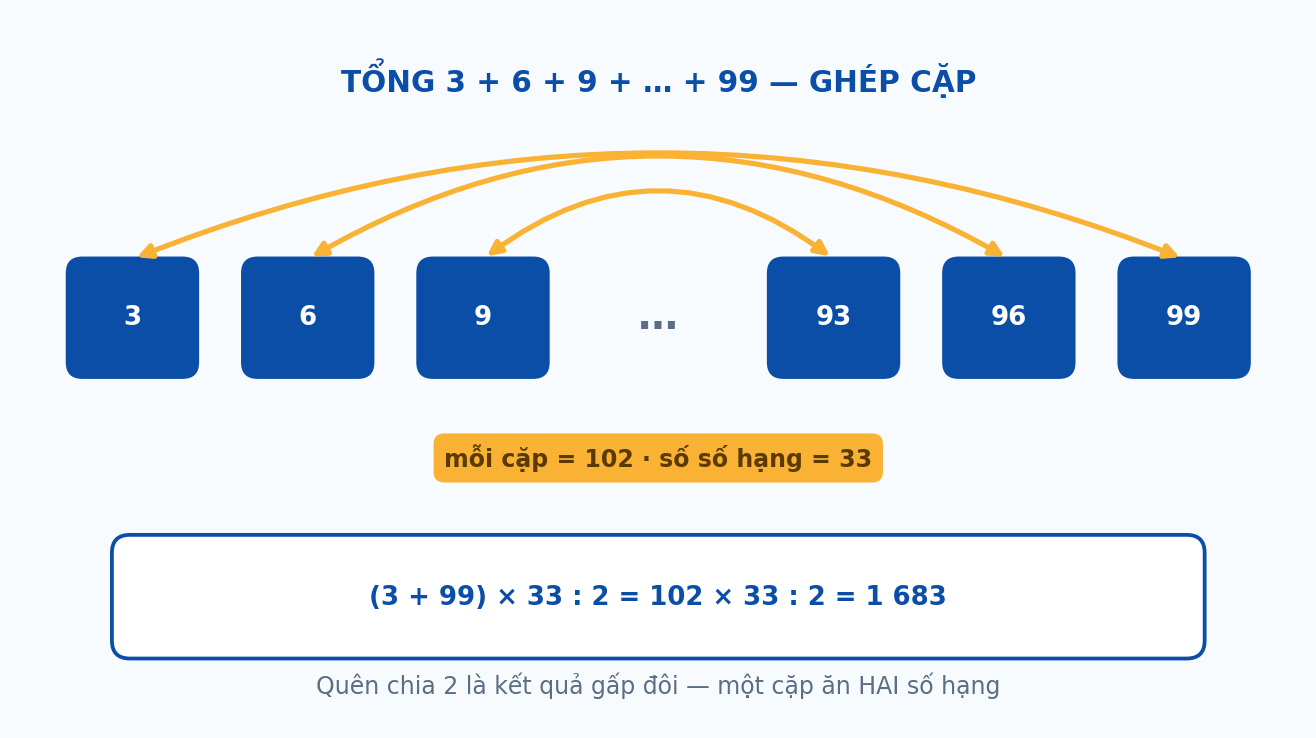 TỔNG 3 + 6 + 9 + … + 99 — GHÉP CẶP
3 6 9 … 93 96 99
mỗi cặp = 102 · số số hạng = 33
(3 + 99) × 33 : 2 = 102 × 33 : 2 = 1 683
Quên chia 2 là kết quả gấp đôi — một cặp ăn HAI số hạng